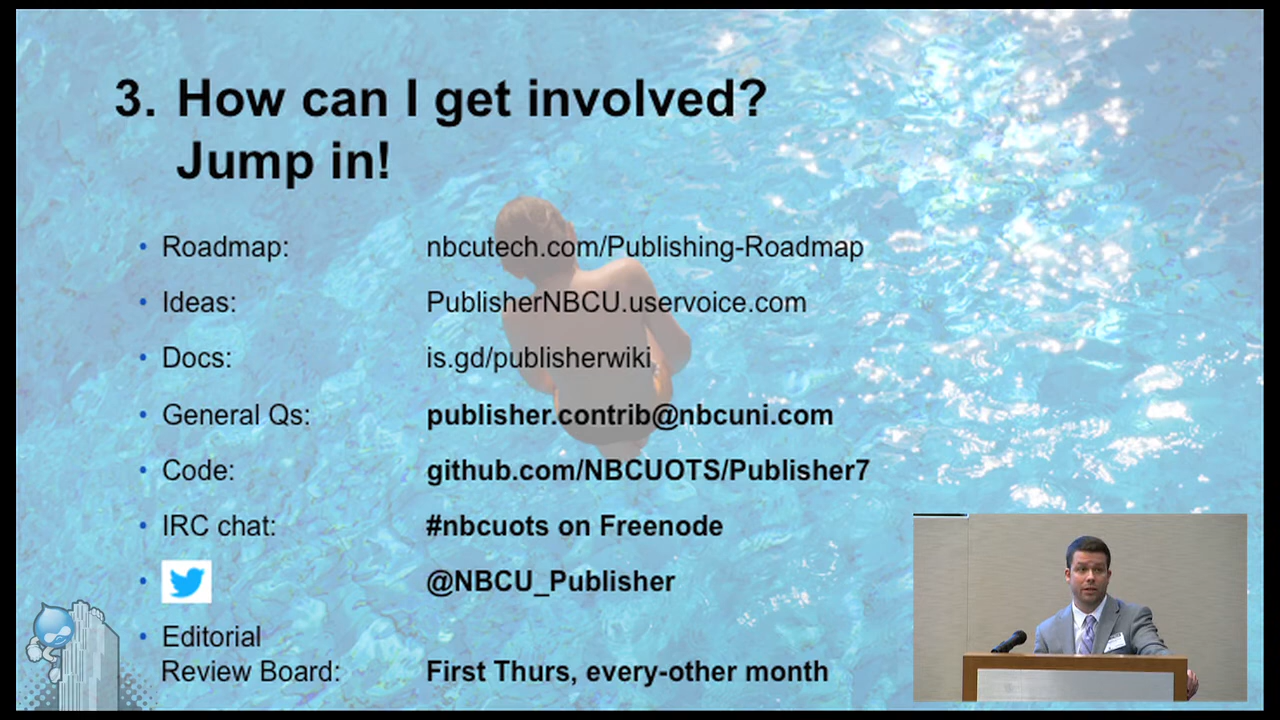 3. How can I get involved?
Jump in!
• Roadmap: nbcutech.com/Publishing-Roadmap
• Ideas: PublisherNBCU.uservoice.com
• Docs: is.gd/publisherwiki
• General Qs: publisher.contrib@nbcuni.com
• Code: github.com/NBCUOTS/Publisher7
• IRC chat: #nbcuots on Freenode
• @NBCU_Publisher
• Editorial
Review Board: First Thurs, every-other month